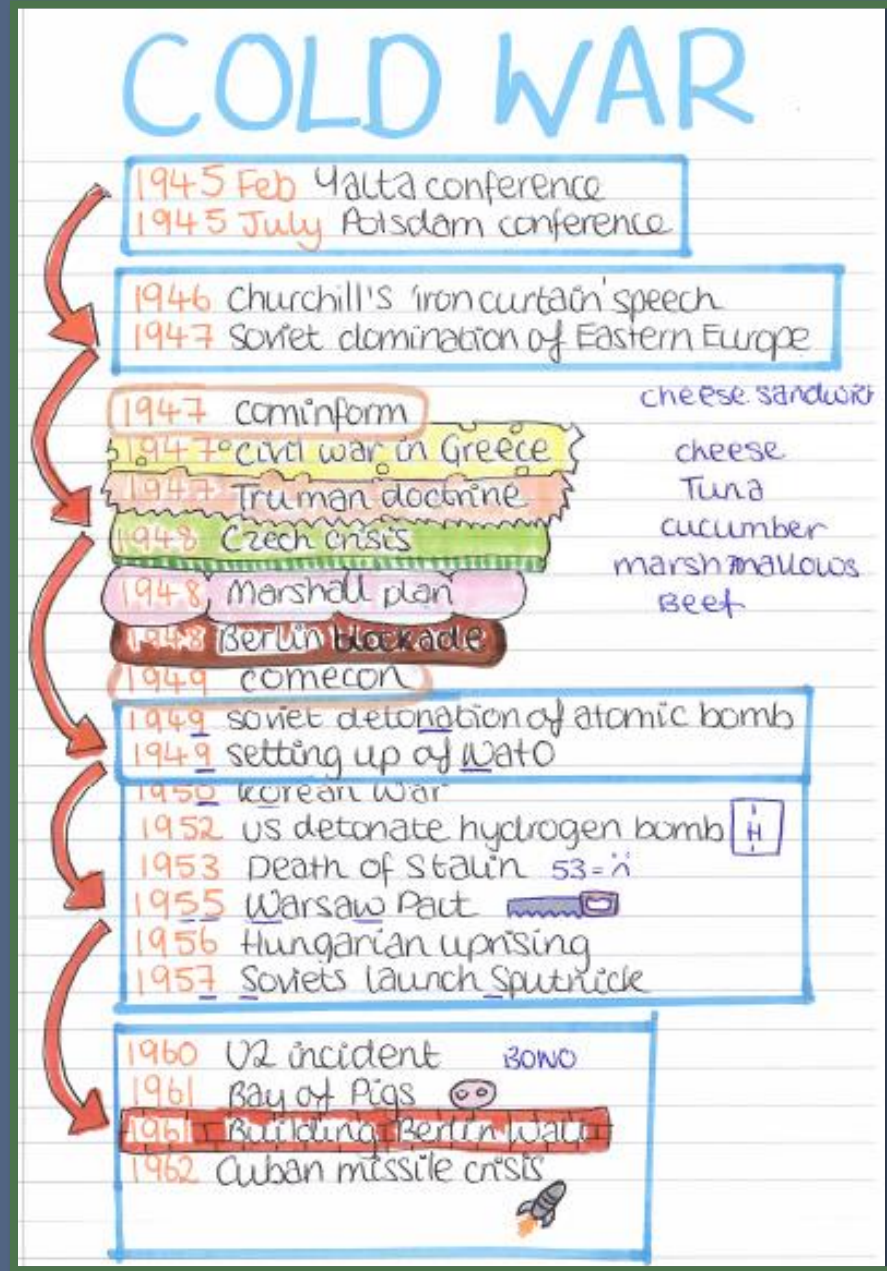 COLD WAR
1945 Feb Yalta conference
1945 July Potsdam conference
1946 Churchill's 'iron curtain' speech
1947 Soviet domination of Eastern Europe
1947 cominform
1947 civil war in Greece
1947 Truman doctrine
1948 Czech crisis
1948 Marshall plan
1948 Berlin blockade
1949 comecon
cheese sandwich
cheese
Tuna
cucumber
marshmallows
Beef
1949 soviet detonation of atomic bomb
1949 setting up of NATO
1950 Korean War
1952 US detonate hydrogen bomb H
1953 Death of Stalin 53=
1955 Warsaw Pact
1956 Hungarian uprising
1957 Soviets launch Sputnick
1960 U2 incident BONO
1961 Bay of Pigs
1961 Building Berlin Wall
1962 Cuban missile crisis